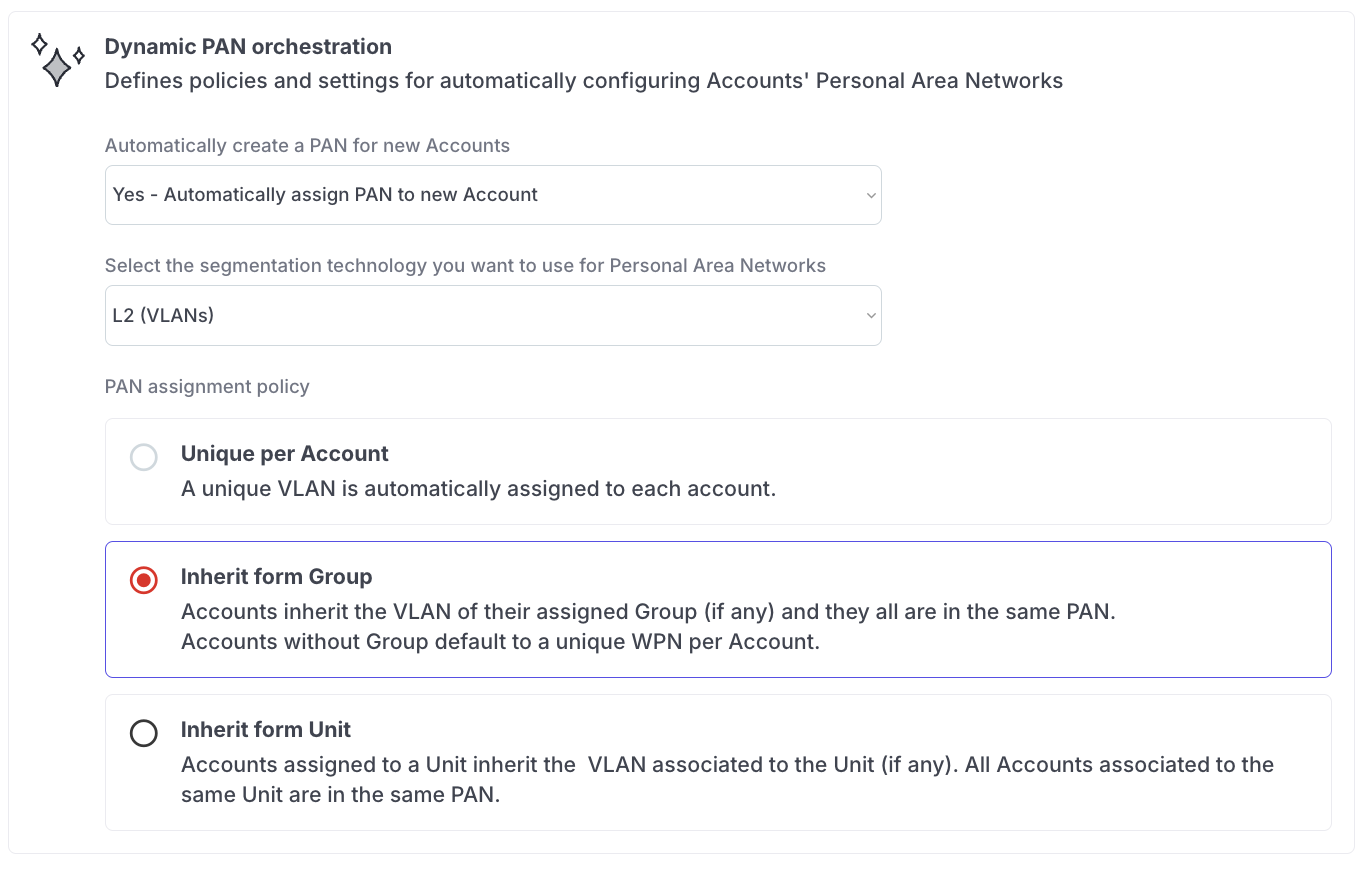 Dynamic PAN orchestration
Defines policies and settings for automatically configuring Accounts' Personal Area Networks
Automatically create a PAN for new Accounts
Yes - Automatically assign PAN to new Account
Select the segmentation technology you want to use for Personal Area Networks
L2 (VLANs)
PAN assignment policy
Unique per Account
A unique VLAN is automatically assigned to each account.
Inherit form Group
Accounts inherit the VLAN of their assigned Group (if any) and they all are in the same PAN.
Accounts without Group default to a unique WPN per Account.
Inherit form Unit
Accounts assigned to a Unit inherit the  VLAN associated to the Unit (if any). All Accounts associated to the
same Unit are in the same PAN.